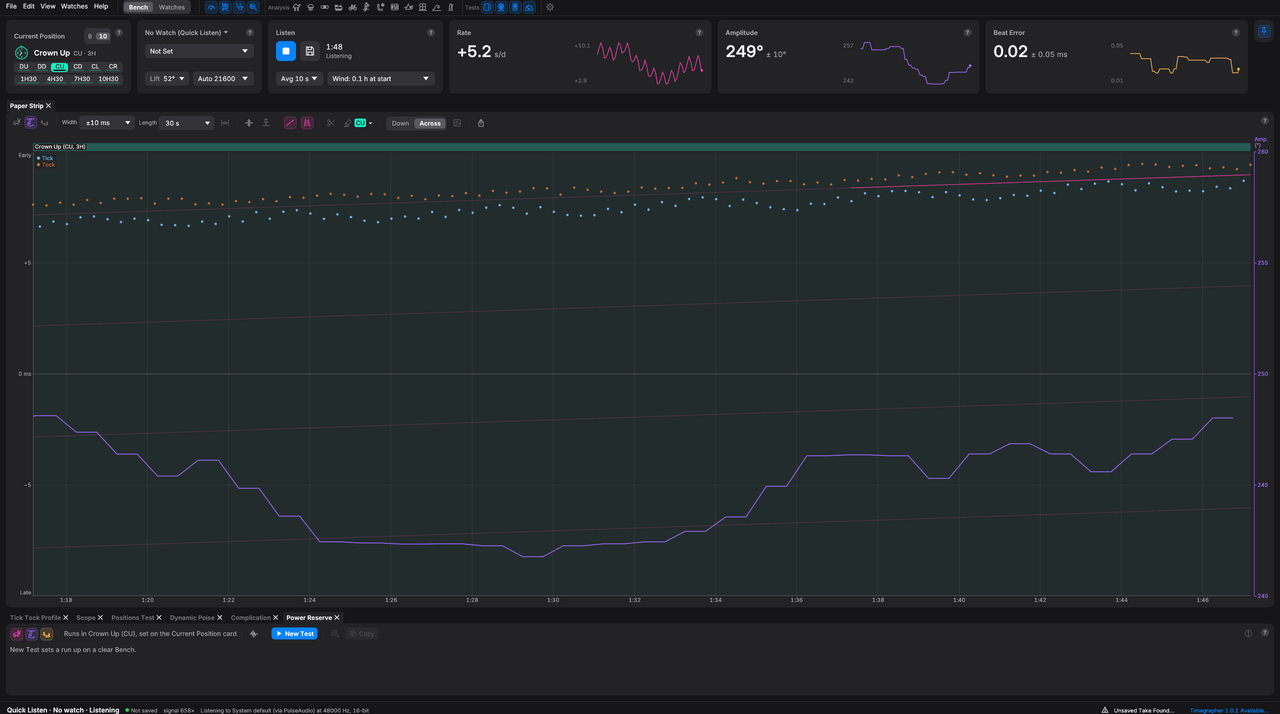 File Edit View Watches Help Bench Watches Analysis Tests
Current Position 6 10
Crown Up CU · 3H
DU DD CU CD CL CR
1H30 4H30 7H30 10H30
No Watch (Quick Listen)
Not Set
Lift 52° Auto 21600
Listen
1:48
Listening
Avg 10 s Wind: 0.1 h at start
Rate
+5.2 s/d
+10.1
+2.9
Amplitude
249° ± 10°
257
242
Beat Error
0.02 ± 0.05 ms
0.05
0.01
Paper Strip
Width ±10 ms Length 30 s CU Down Across
Crown Up (CU, 3H)
Amp. (°)
Early
Tick
Tock
+5
0 ms
−5
Late
260
255
250
245
240
1:18 1:20 1:22 1:24 1:26 1:28 1:30 1:32 1:34 1:36 1:38 1:40 1:42 1:44 1:46
Tick Tock Profile Scope Positions Test Dynamic Poise Complication Power Reserve
Runs in Crown Up (CU), set on the Current Position card New Test Copy
New Test sets a run up on a clear Bench.
Quick Listen · No watch · Listening Not saved signal 658× Listening to System default (via PulseAudio) at 48000 Hz, 16-bit Unsaved Take Found... Timegrapher 1.0.1 Available...